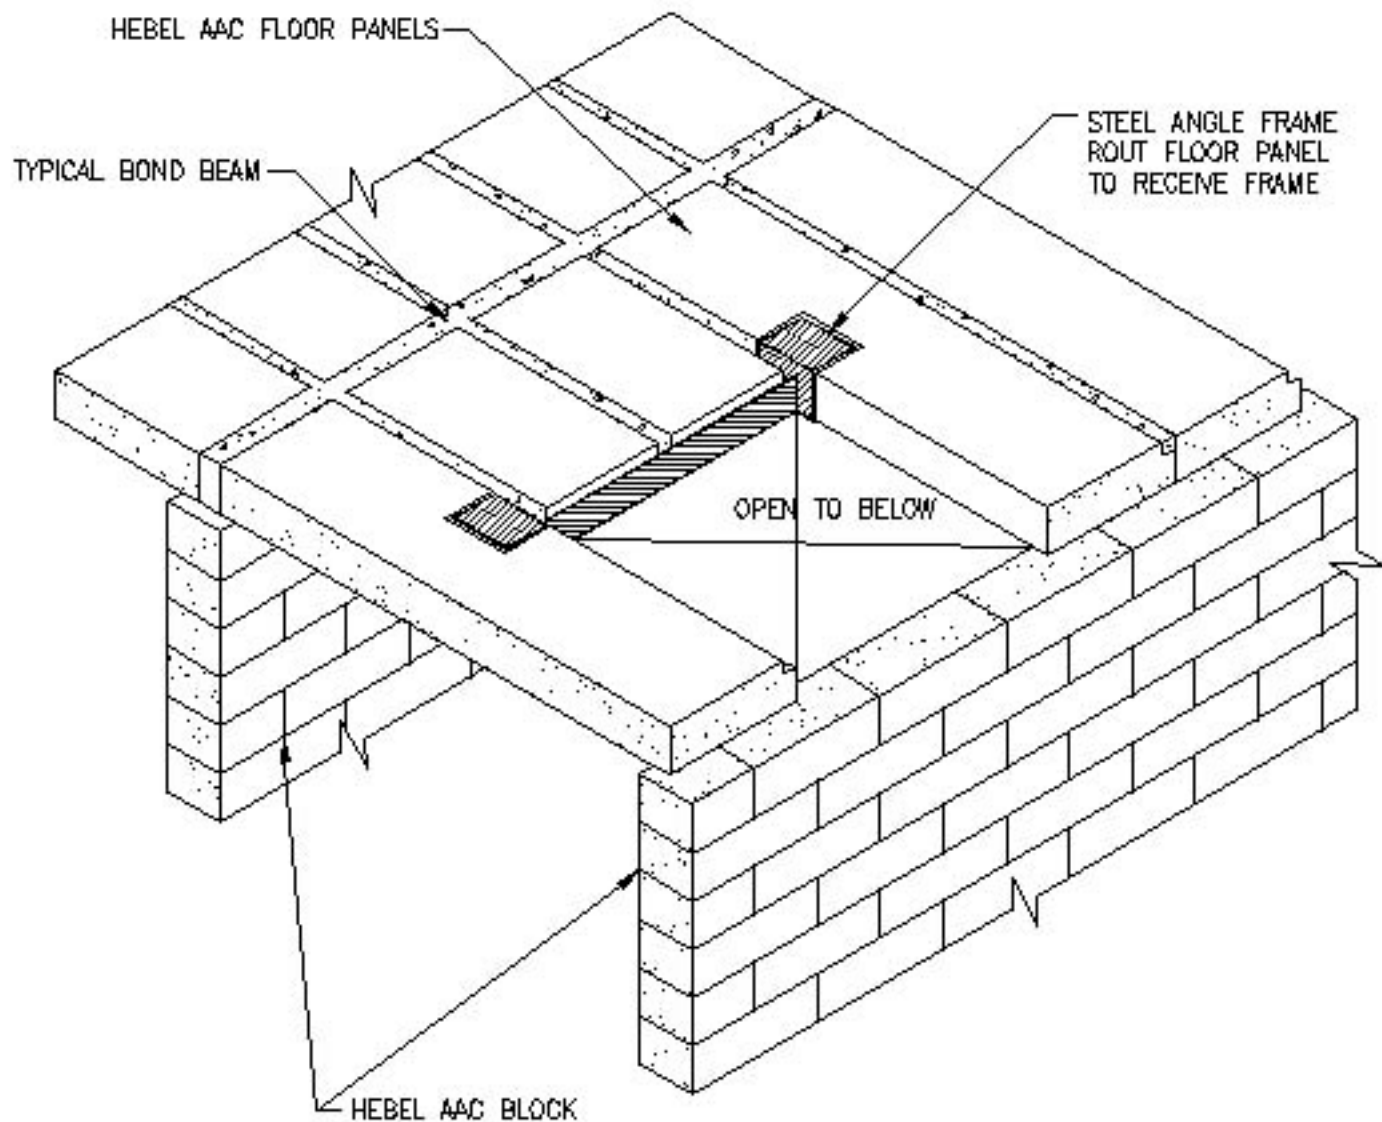 HEBEL AAC FLOOR PANELS
STEEL ANGLE FRAME
ROUT FLOOR PANEL
TO RECEIVE FRAME
TYPICAL BOND BEAM
OPEN TO BELOW
HEBEL AAC BLOCK